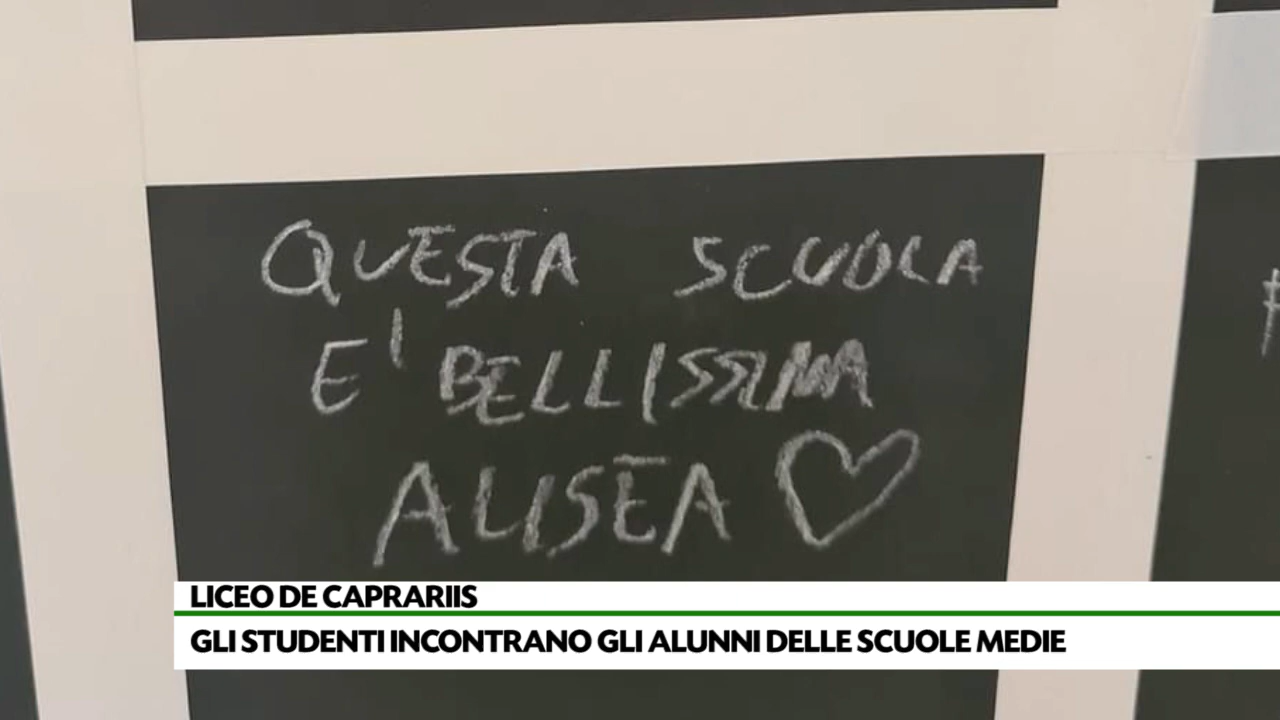 QUESTA SCUOLA
E' BELLISSIMA
ALISEA
LICEO DE CAPRARIIS
GLI STUDENTI INCONTRANO GLI ALUNNI DELLE SCUOLE MEDIE